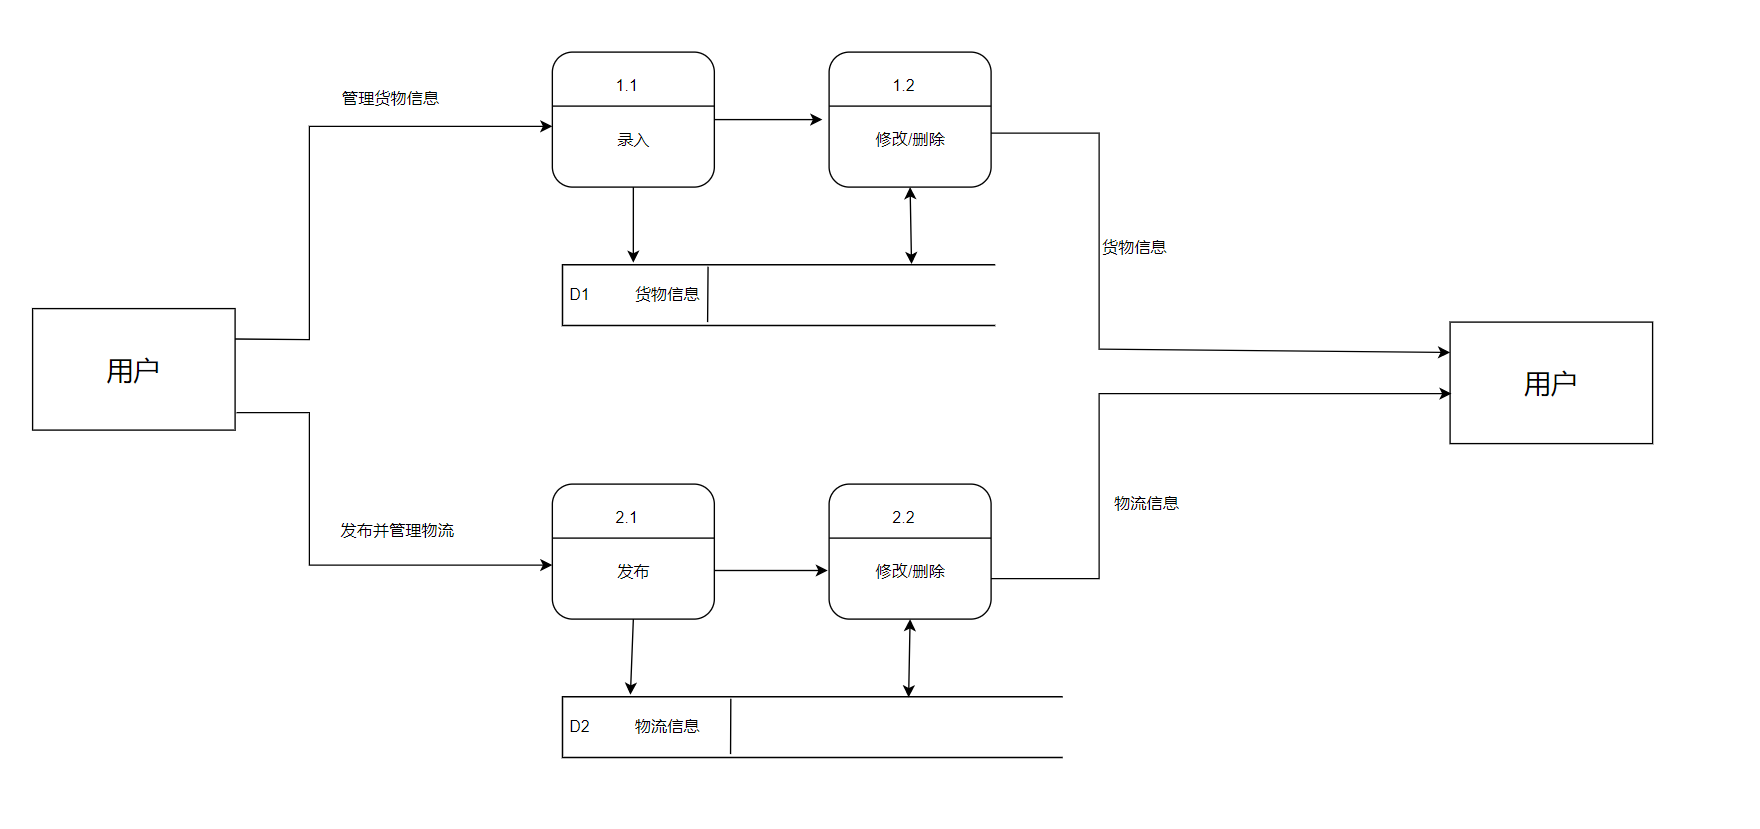 管理货物信息
1.1
录入
1.2
修改/删除
货物信息
D1 货物信息
用户
用户
发布并管理物流
2.1
发布
2.2
修改/删除
物流信息
D2 物流信息